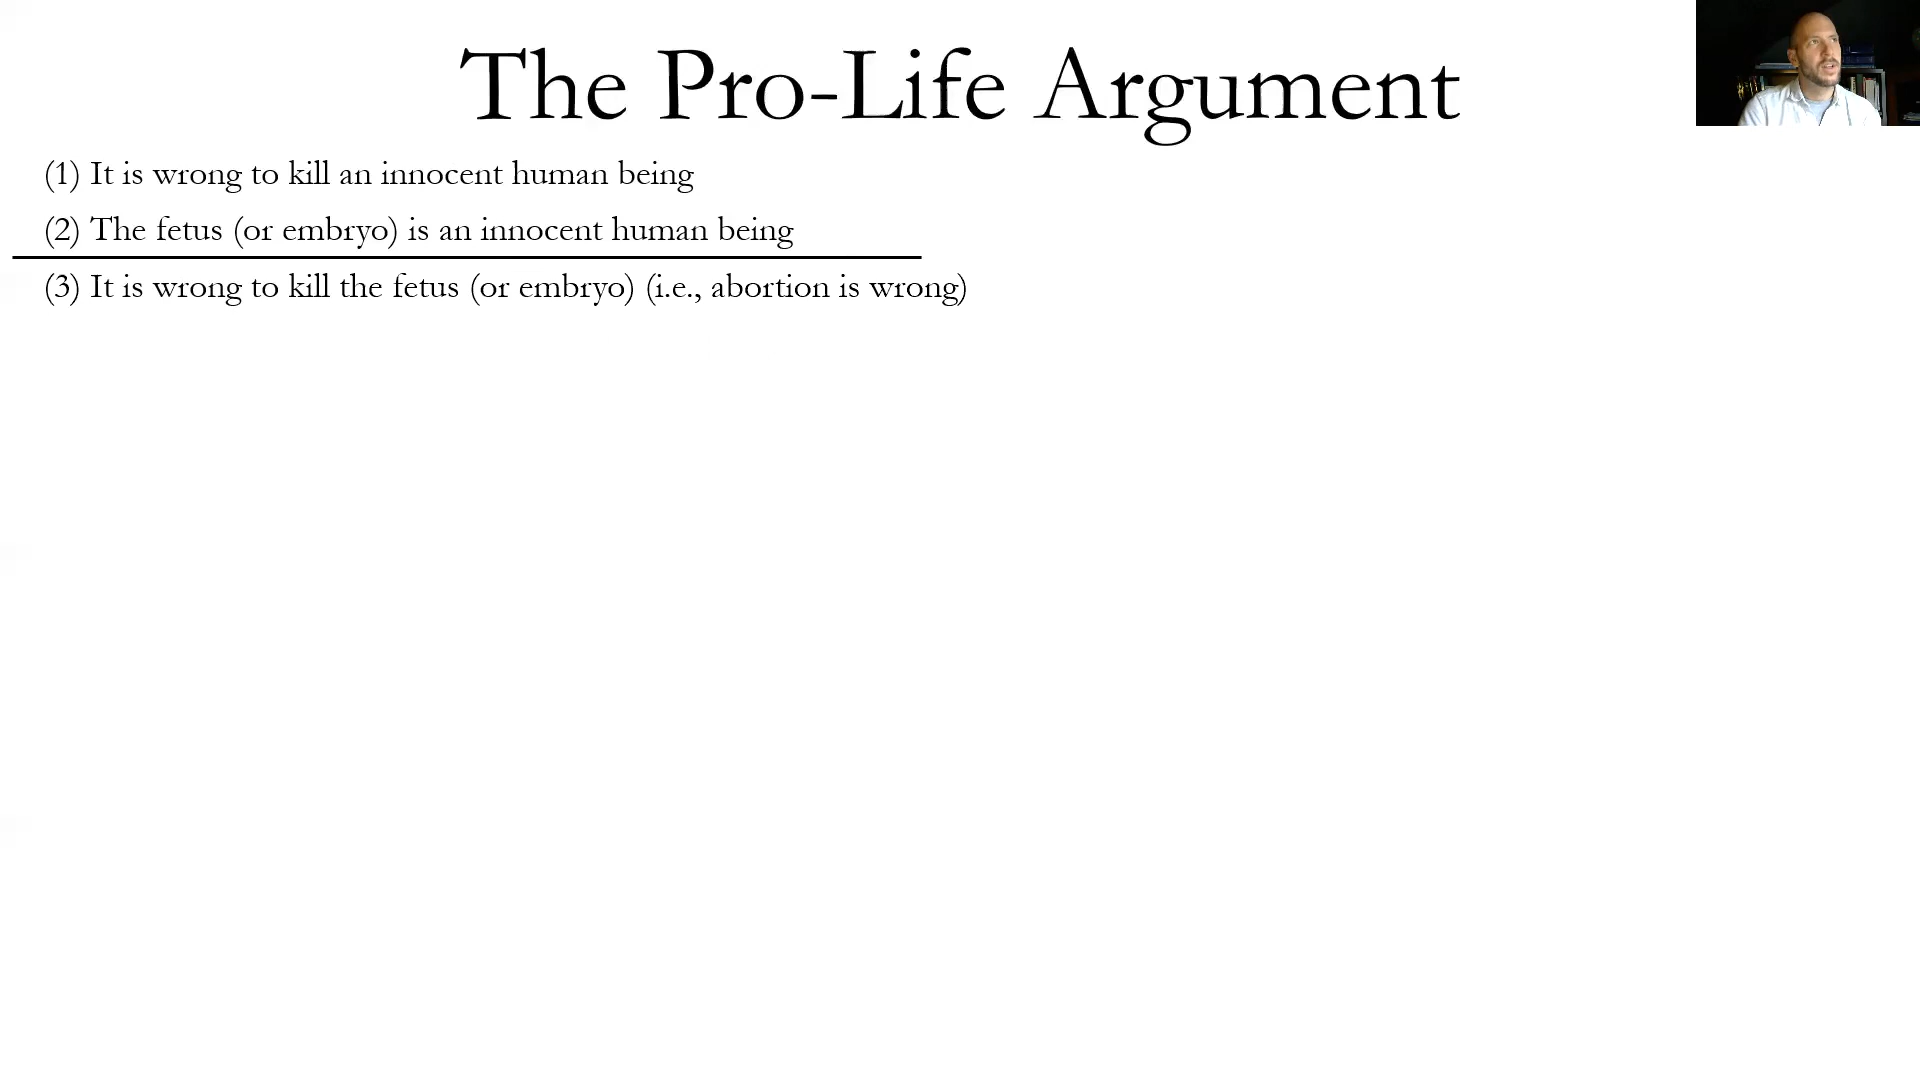 The Pro-Life Argument
(1) It is wrong to kill an innocent human being
(2) The fetus (or embryo) is an innocent human being
(3) It is wrong to kill the fetus (or embryo) (i.e., abortion is wrong)